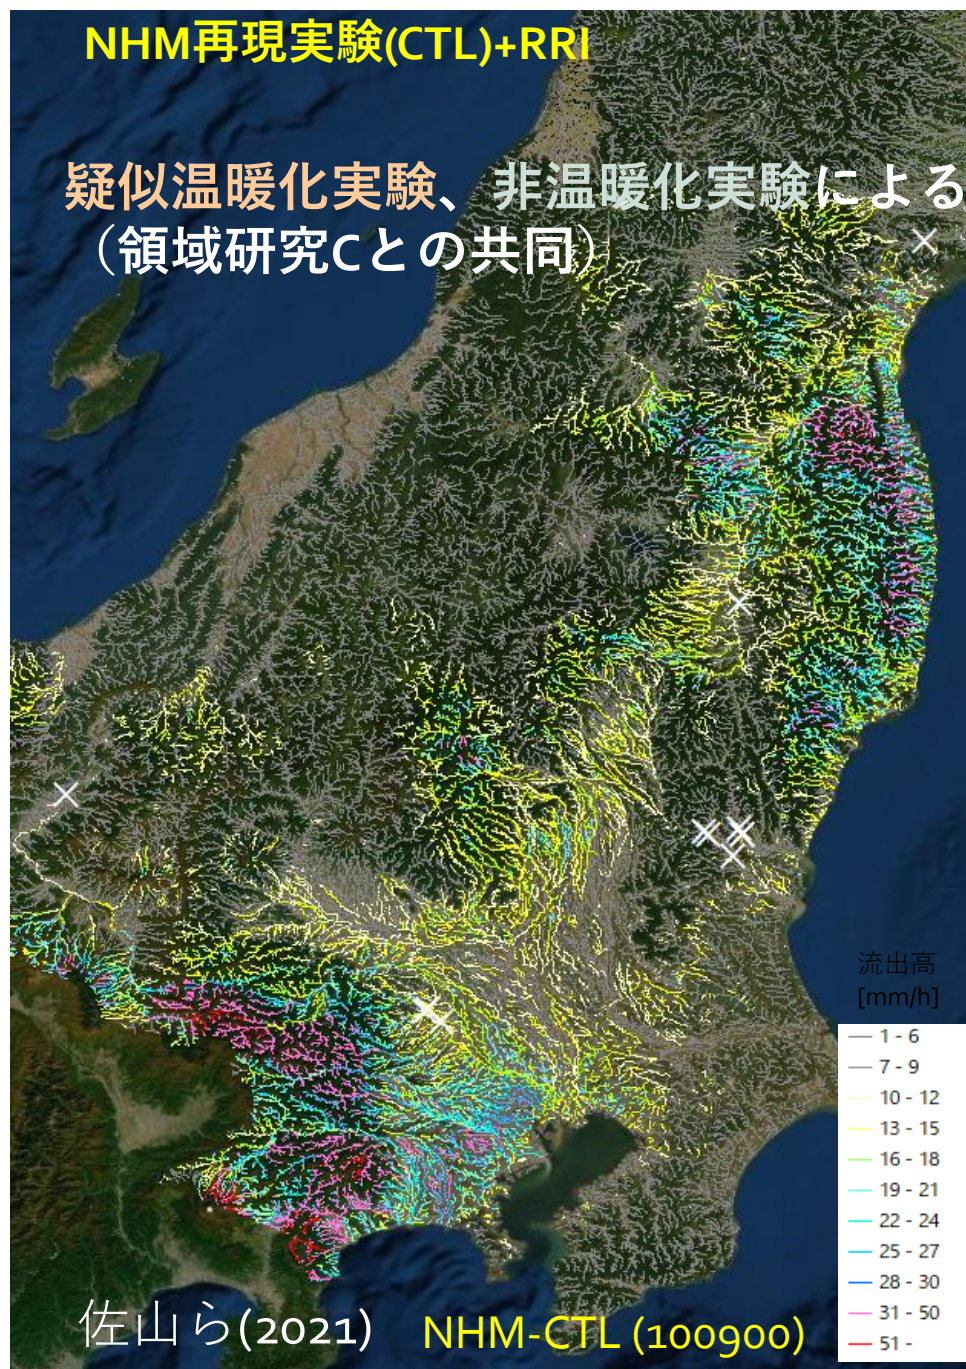 NHM再現実験(CTL)+RRI
疑似温暖化実験、非温暖化実験による
（領域研究Cとの共同）
流出高
[mm/h]
1 - 6
7 - 9
10 - 12
13 - 15
16 - 18
19 - 21
22 - 24
25 - 27
28 - 30
31 - 50
51 -
佐山ら(2021)
NHM-CTL (100900)